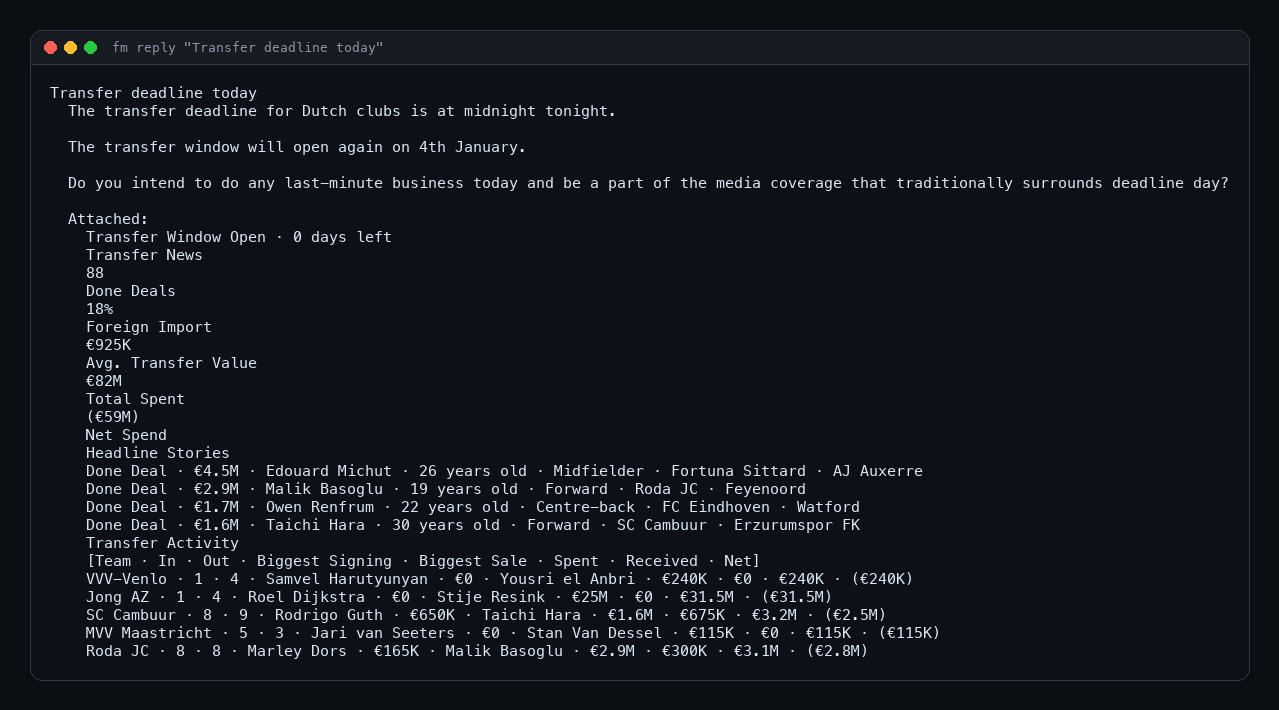 fm reply "Transfer deadline today"
Transfer deadline today
The transfer deadline for Dutch clubs is at midnight tonight.
The transfer window will open again on 4th January.
Do you intend to do any last−minute business today and be a part of the media coverage that traditionally surrounds deadline day?
Attached:
Transfer Window Open · 0 days left
Transfer News
88
Done Deals
18%
Foreign Import
€925K
Avg. Transfer Value
€82M
Total Spent
(€59M)
Net Spend
Headline Stories
Done Deal · €4.5M · Edouard Michut · 26 years old · Midfielder · Fortuna Sittard · AJ Auxerre
Done Deal · €2.9M · Malik Basoglu · 19 years old · Forward · Roda JC · Feyenoord
Done Deal · €1.7M · Owen Renfrum · 22 years old · Centre−back · FC Eindhoven · Watford
Done Deal · €1.6M · Taichi Hara · 30 years old · Forward · SC Cambuur · Erzurumspor FK
Transfer Activity
[Team · In · Out · Biggest Signing · Biggest Sale · Spent · Received · Net]
VVV−Venlo · 1 · 4 · Samvel Harutyunyan · €0 · Yousri el Anbri · €240K · €0 · €240K · (€240K)
Jong AZ · 1 · 4 · Roel Dijkstra · €0 · Stije Resink · €25M · €0 · €31.5M · (€31.5M)
SC Cambuur · 8 · 9 · Rodrigo Guth · €650K · Taichi Hara · €1.6M · €675K · €3.2M · (€2.5M)
MVV Maastricht · 5 · 3 · Jari van Seeters · €0 · Stan Van Dessel · €115K · €0 · €115K · (€115K)
Roda JC · 8 · 8 · Marley Dors · €165K · Malik Basoglu · €2.9M · €300K · €3.1M · (€2.8M)